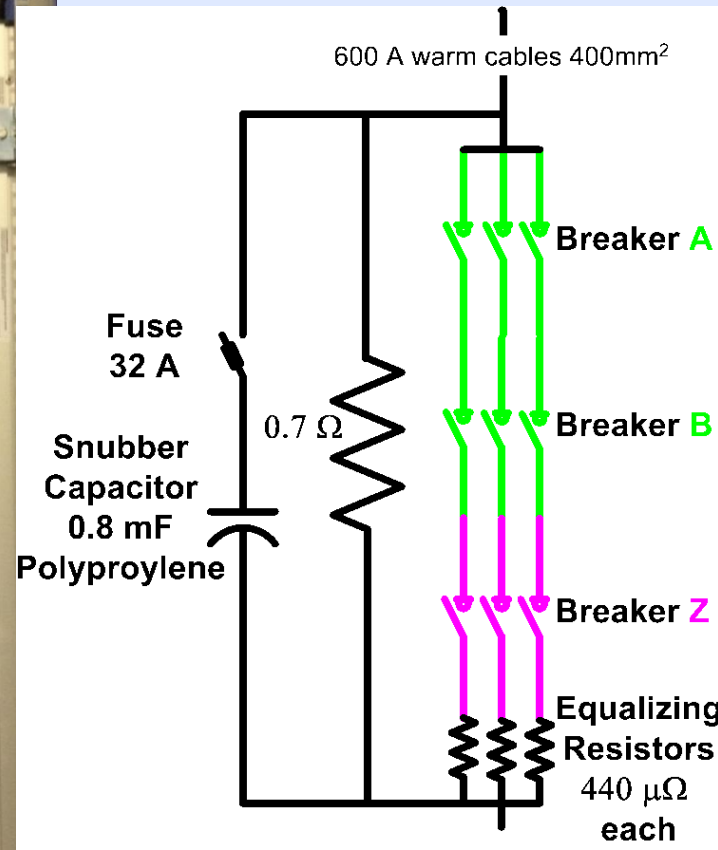 600 A warm cables 400mm²
Breaker A
Fuse
32 A
0.7 Ω
Breaker B
Snubber
Capacitor
0.8 mF
Polyproylene
Breaker Z
Equalizing
Resistors
440 μΩ
each